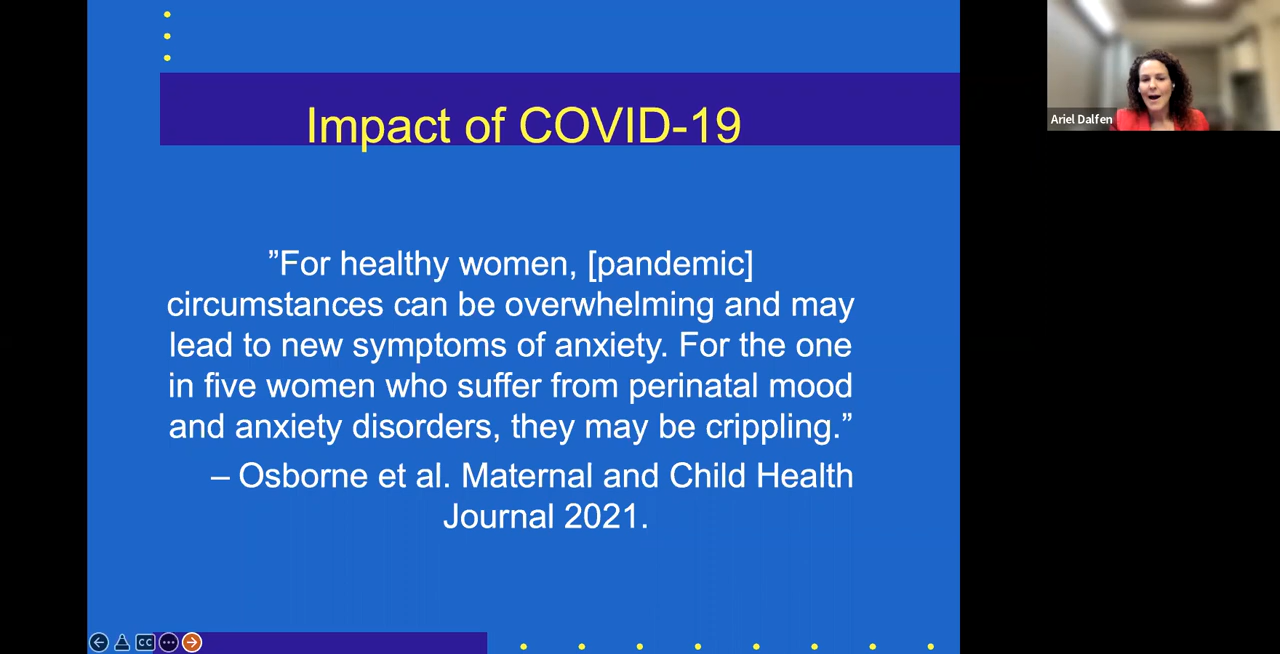 Impact of COVID-19
Ariel Dalfen
”For healthy women, [pandemic]
circumstances can be overwhelming and may
lead to new symptoms of anxiety. For the one
in five women who suffer from perinatal mood
and anxiety disorders, they may be crippling.”
– Osborne et al. Maternal and Child Health
Journal 2021.
CC